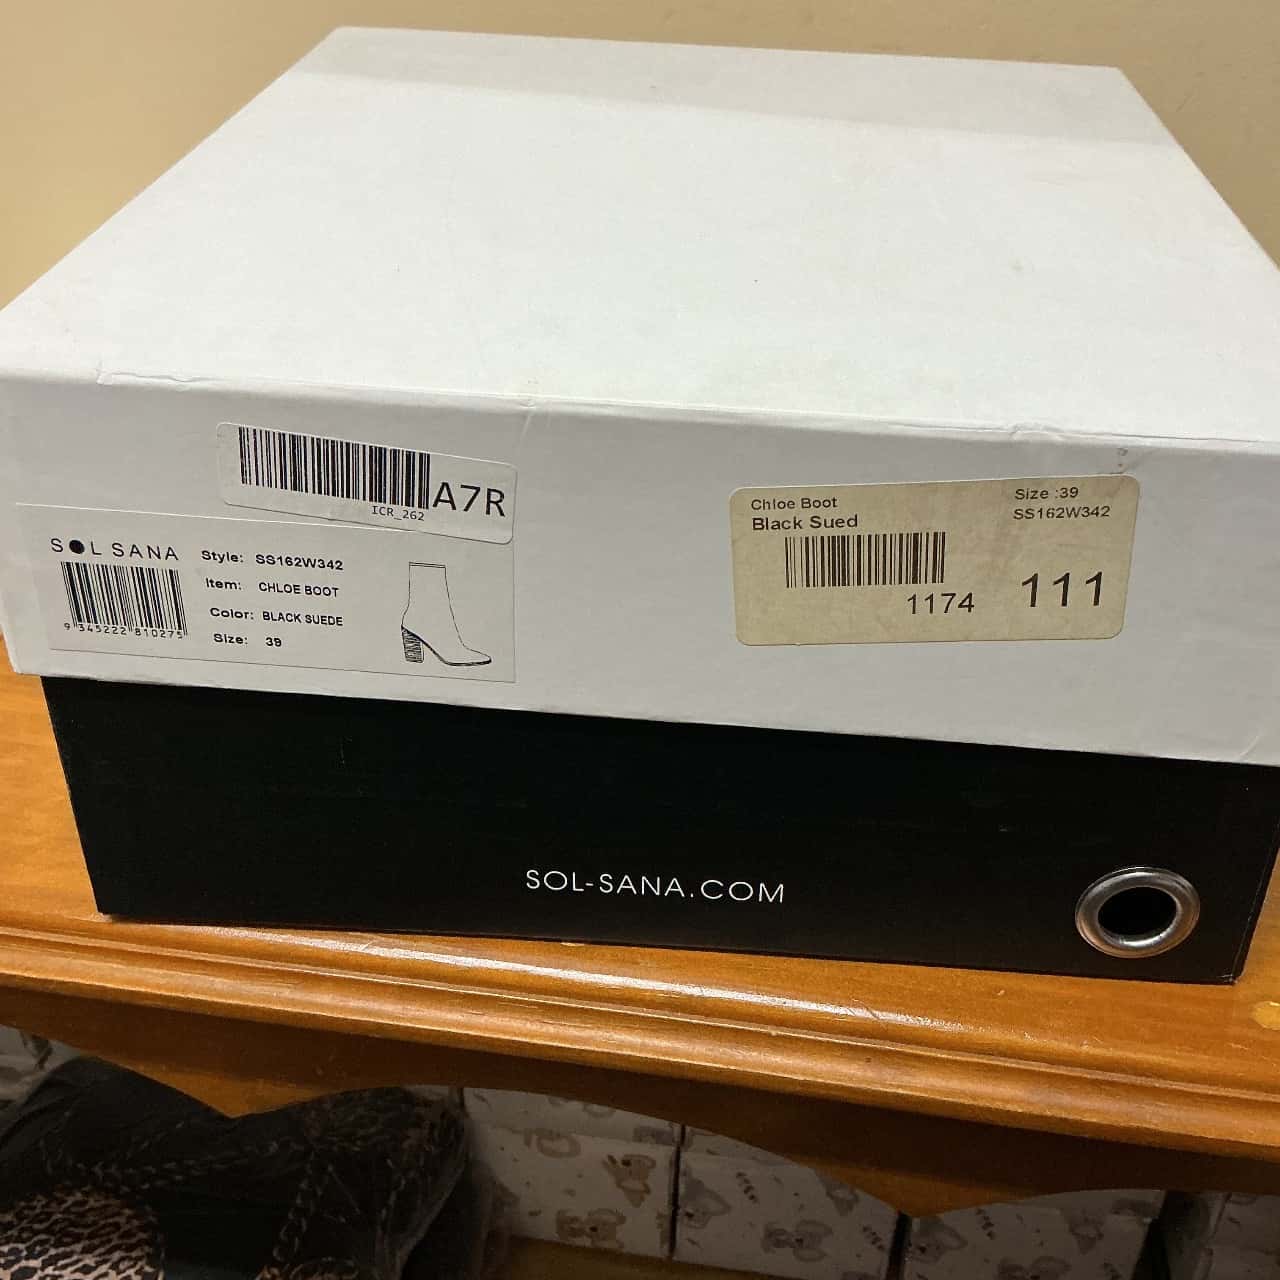 A7R
ICR_262
SOL SANA
Style: SS162W342
Item: CHLOE BOOT
Color: BLACK SUEDE
Size: 39
9 345222 810275
Chloe Boot
Black Sued
Size :39
SS162W342
1174
111
SOL-SANA.COM